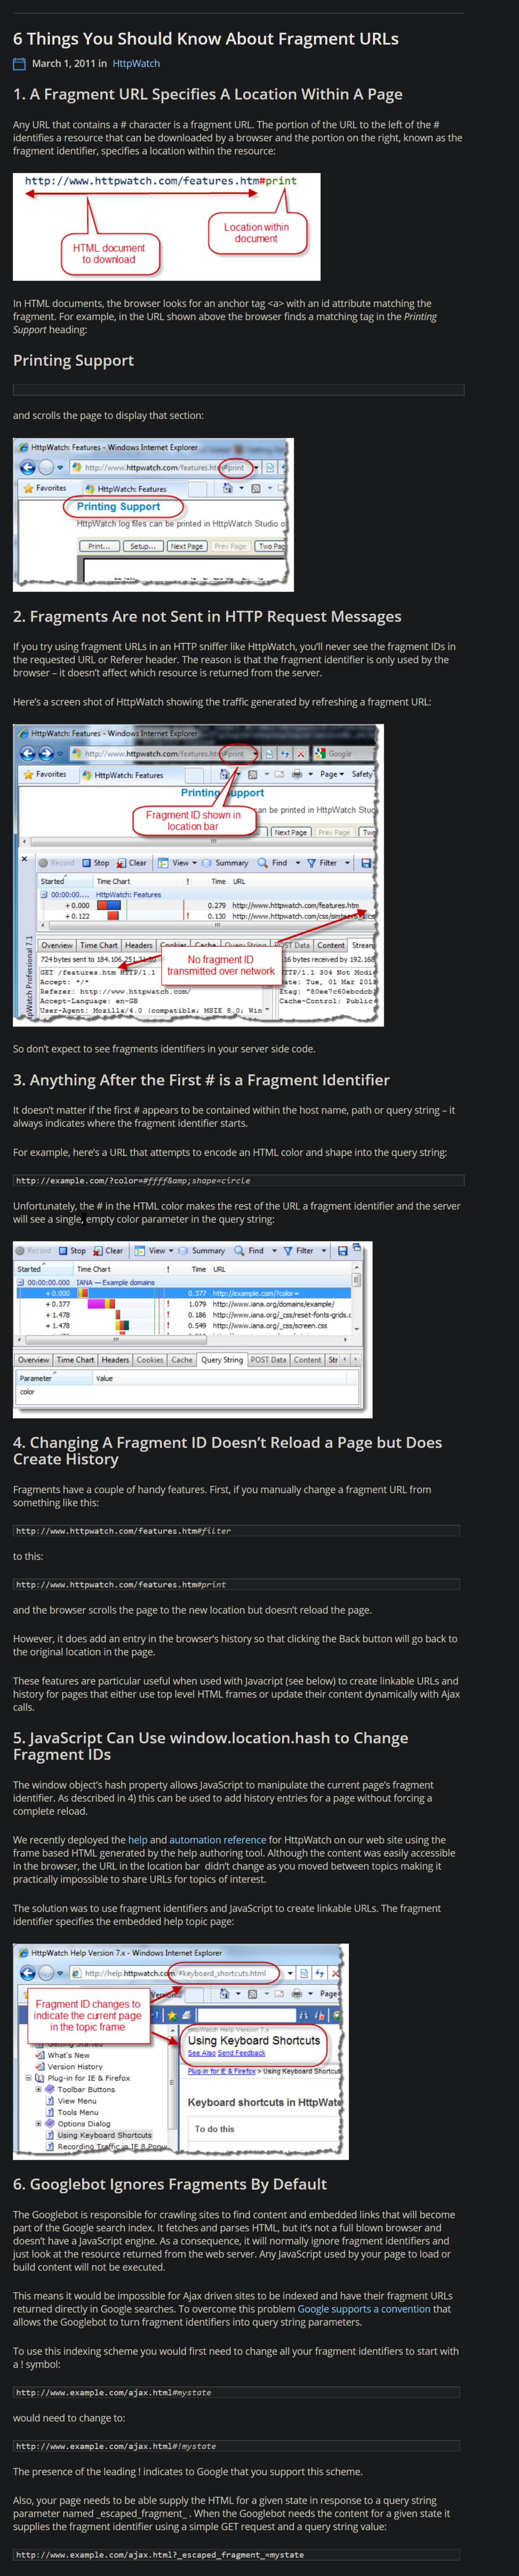 6 Things You Should Know About Fragment URLs
March 1, 2011 in HttpWatch
1. A Fragment URL Specifies A Location Within A Page
Any URL that contains a # character is a fragment URL. The portion of the URL to the left of the #
identifies a resource that can be downloaded by a browser and the portion on the right, known as the
fragment identifier, specifies a location within the resource:
http://www.httpwatch.com/features.htm#print
Location within
document
HTML document
to download
In HTML documents, the browser looks for an anchor tag <a> with an id attribute matching the
fragment. For example, in the URL shown above the browser finds a matching tag in the Printing
Support heading:
Printing Support
and scrolls the page to display that section:
HttpWatch: Features - Windows Internet Explorer
http://www.httpwatch.com/features.htm#print
Favorites HttpWatch: Features
Printing Support
HttpWatch log files can be printed in HttpWatch Studio
Print... Setup... Next Page Prev Page Two Pag
2. Fragments Are not Sent in HTTP Request Messages
If you try using fragment URLs in an HTTP sniffer like HttpWatch, you'll never see the fragment IDs in
the requested URL or Referer header. The reason is that the fragment identifier is only used by the
browser – it doesn't affect which resource is returned from the server.
Here's a screen shot of HttpWatch showing the traffic generated by refreshing a fragment URL:
HttpWatch: Features - Windows Internet Explorer
http://www.httpwatch.com/features.htm#print Google
Favorites HttpWatch: Features Page Safety
Printing Support
Fragment ID shown in
location bar
can be printed in HttpWatch Stud
Next Page Prev Page Two
Record Stop Clear View Summary Find Filter
Started Time Chart ! Time URL
00:00:00.... HttpWatch: Features
+ 0.000 0.279 http://www.httpwatch.com/features.htm
+ 0.122 ! 0.130
Overview Time Chart Headers Cookies Cache Query String POST Data Content Stream
No fragment ID
transmitted over network
724 bytes sent to 16 bytes received by 192.168
GET /features.htm HTTP/1.1 HTTP/1.1 304 Not Modi
Accept: */*
Referer: http://www.httpwatch.com/
Accept-Language: en-GB Cache-Control: Public
User-Agent: Mozilla/4.0 (compatible; MSIE 8.0; Win
So don't expect to see fragments identifiers in your server side code.
3. Anything After the First # is a Fragment Identifier
It doesn't matter if the first # appears to be contained within the host name, path or query string – it
always indicates where the fragment identifier starts.
For example, here's a URL that attempts to encode an HTML color and shape into the query string:
http://example.com/?color=#ffff&amp;shape=circle
Unfortunately, the # in the HTML color makes the rest of the URL a fragment identifier and the server
will see a single, empty color parameter in the query string:
Record Stop Clear View Summary Find Filter
Started Time Chart ! Time URL
00:00:00.000 IANA — Example domains
+ 0.000 0.377 http://example.com/?color=
+ 0.377 ! 1.079 http://www.iana.org/domains/example/
+ 1.478 ! 0.186 http://www.iana.org/_css/reset-fonts-grids.c
+ 1.478 ! 0.549 http://www.iana.org/_css/screen.css
Overview Time Chart Headers Cookies Cache Query String POST Data Content Str
Parameter Value
color
4. Changing A Fragment ID Doesn't Reload a Page but Does
Create History
Fragments have a couple of handy features. First, if you manually change a fragment URL from
something like this:
http://www.httpwatch.com/features.htm#filter
to this:
http://www.httpwatch.com/features.htm#print
and the browser scrolls the page to the new location but doesn't reload the page.
However, it does add an entry in the browser's history so that clicking the Back button will go back to
the original location in the page.
These features are particular useful when used with Javacript (see below) to create linkable URLs and
history for pages that either use top level HTML frames or update their content dynamically with Ajax
calls.
5. JavaScript Can Use window.location.hash to Change
Fragment IDs
The window object's hash property allows JavaScript to manipulate the current page's fragment
identifier. As described in 4) this can be used to add history entries for a page without forcing a
complete reload.
We recently deployed the help and automation reference for HttpWatch on our web site using the
frame based HTML generated by the help authoring tool. Although the content was easily accessible
in the browser, the URL in the location bar didn't change as you moved between topics making it
practically impossible to share URLs for topics of interest.
The solution was to use fragment identifiers and JavaScript to create linkable URLs. The fragment
identifier specifies the embedded help topic page:
HttpWatch Help Version 7.x - Windows Internet Explorer
http://help.httpwatch.com/#keyboard_shortcuts.html
Page
Fragment ID changes to
indicate the current page
in the topic frame
HttpWatch Help Version 7.x
Using Keyboard Shortcuts
See Also Send Feedback
Plug-in for IE & Firefox > Using Keyboard Shortcu
Getting Started
What's New
Version History
Plug-in for IE & Firefox
Toolbar Buttons
View Menu
Tools Menu
Options Dialog
Using Keyboard Shortcuts
Recording Traffic in IE 8
Keyboard shortcuts in HttpWat
To do this
6. Googlebot Ignores Fragments By Default
The Googlebot is responsible for crawling sites to find content and embedded links that will become
part of the Google search index. It fetches and parses HTML, but it's not a full blown browser and
doesn't have a JavaScript engine. As a consequence, it will normally ignore fragment identifiers and
just look at the resource returned from the web server. Any JavaScript used by your page to load or
build content will not be executed.
This means it would be impossible for Ajax driven sites to be indexed and have their fragment URLs
returned directly in Google searches. To overcome this problem Google supports a convention that
allows the Googlebot to turn fragment identifiers into query string parameters.
To use this indexing scheme you would first need to change all your fragment identifiers to start with
a ! symbol:
http://www.example.com/ajax.html#mystate
would need to change to:
http://www.example.com/ajax.html#!mystate
The presence of the leading ! indicates to Google that you support this scheme.
Also, your page needs to be able supply the HTML for a given state in response to a query string
parameter named _escaped_fragment_ . When the Googlebot needs the content for a given state it
supplies the fragment identifier using a simple GET request and a query string value:
http://www.example.com/ajax.html?_escaped_fragment_=mystate